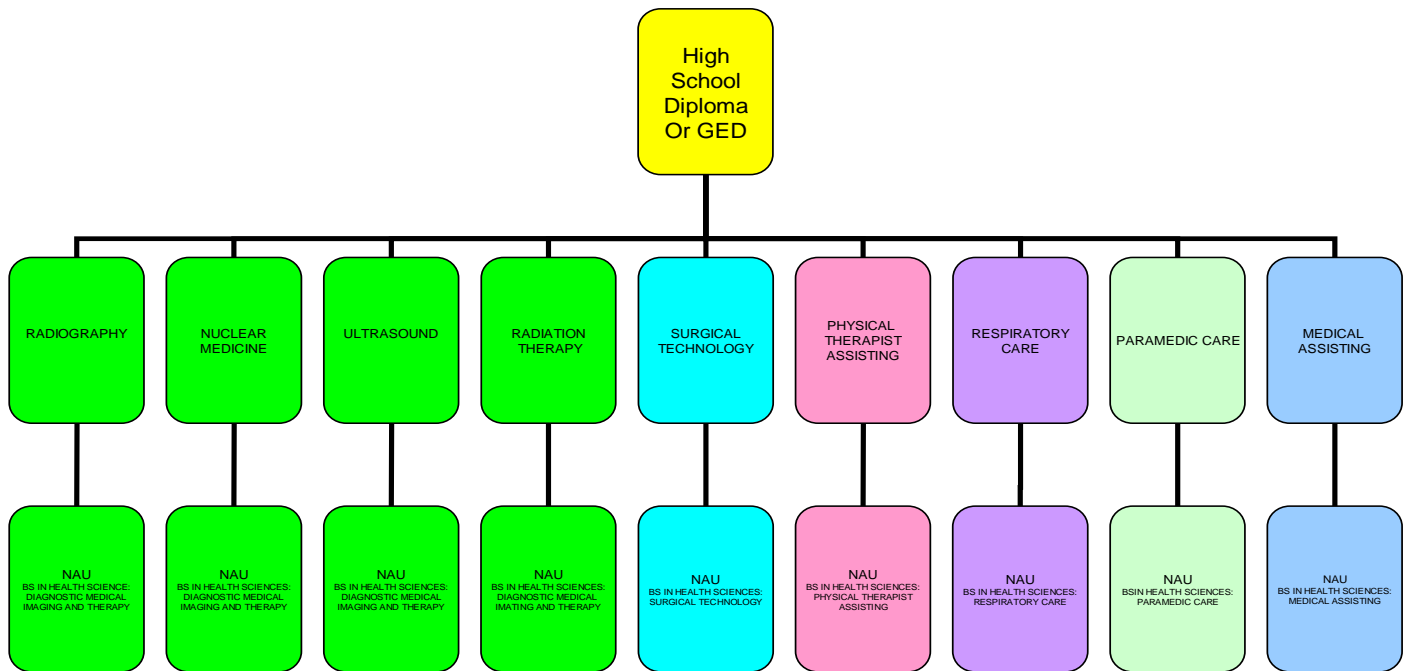 High
School
Diploma
Or GED
RADIOGRAPHY
NUCLEAR
MEDICINE
ULTRASOUND
RADIATION
THERAPY
SURGICAL
TECHNOLOGY
PHYSICAL
THERAPIST
ASSISTING
RESPIRATORY
CARE
PARAMEDIC CARE
MEDICAL
ASSISTING
NAU
BS IN HEALTH SCIENCE:
DIAGNOSTIC MEDICAL
IMAGING AND THERAPY
NAU
BS IN HEALTH SCIENCES:
DIAGNOSTIC MEDICAL
IMAGING AND THERAPY
NAU
BS IN HEALTH SCIENCES:
DIAGNOSTIC MEDICAL
IMAGING AND THERAPY
NAU
BS IN HEALTH SCIENCES:
DIAGNOSTIC MEDICAL
IMATING AND THERAPY
NAU
BS IN HEALTH SCIENCES:
SURGICAL TECHNOLOGY
NAU
BS IN HEALTH SCIENCES:
PHYSICAL THERAPIST
ASSISTING
NAU
BS IN HEALTH SCIENCES:
RESPIRATORY CARE
NAU
BSIN HEALTH SCIENCES:
PARAMEDIC CARE
NAU
BS IN HEALTH SCIENCES:
MEDICAL ASSISTING